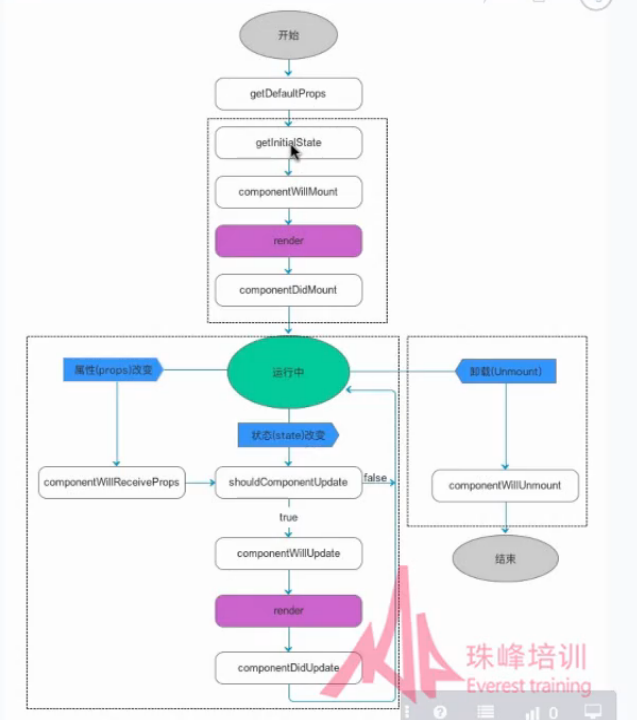 开始
getDefaultProps
getInitialState
componentWillMount
render
componentDidMount
属性(props)改变
运行中
卸载(Unmount)
状态(state)改变
componentWillReceiveProps
shouldComponentUpdate
false
componentWillUnmount
true
componentWillUpdate
结束
render
componentDidUpdate
珠峰培训
Everest training
0